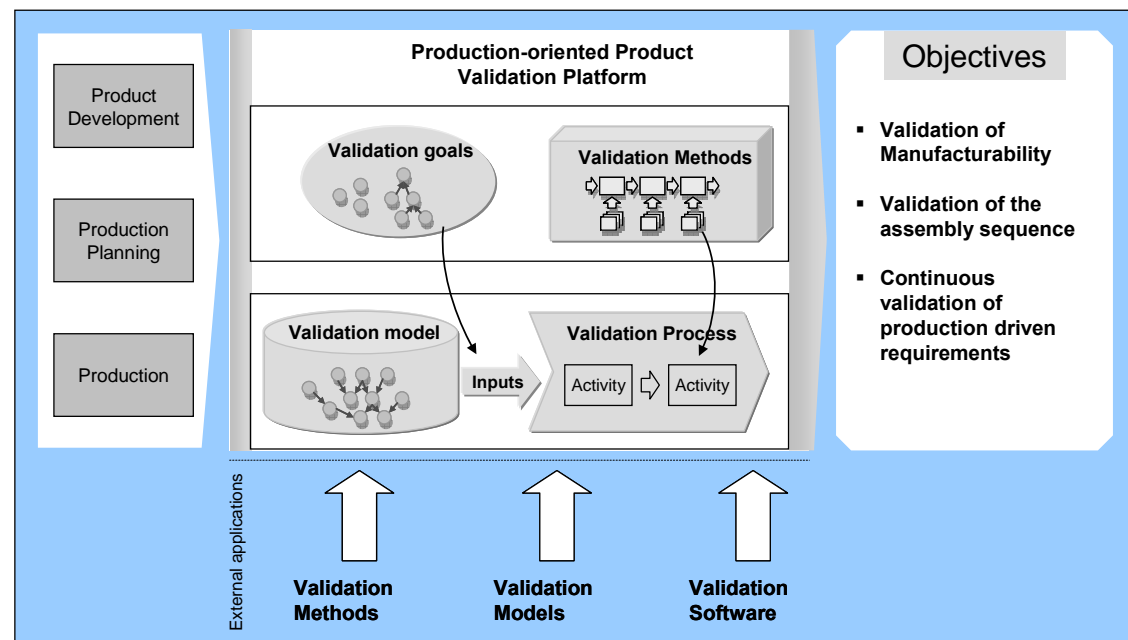 Product
Development
Production
Planning
Production
Production-oriented Product
Validation Platform
Validation goals
Validation Methods
Validation model
Inputs
Validation Process
Activity
Activity
External applications
Validation
Methods
Validation
Models
Validation
Software
Objectives
▪ Validation of
Manufacturability
▪ Validation of the
assembly sequence
▪ Continuous
validation of
production driven
requirements